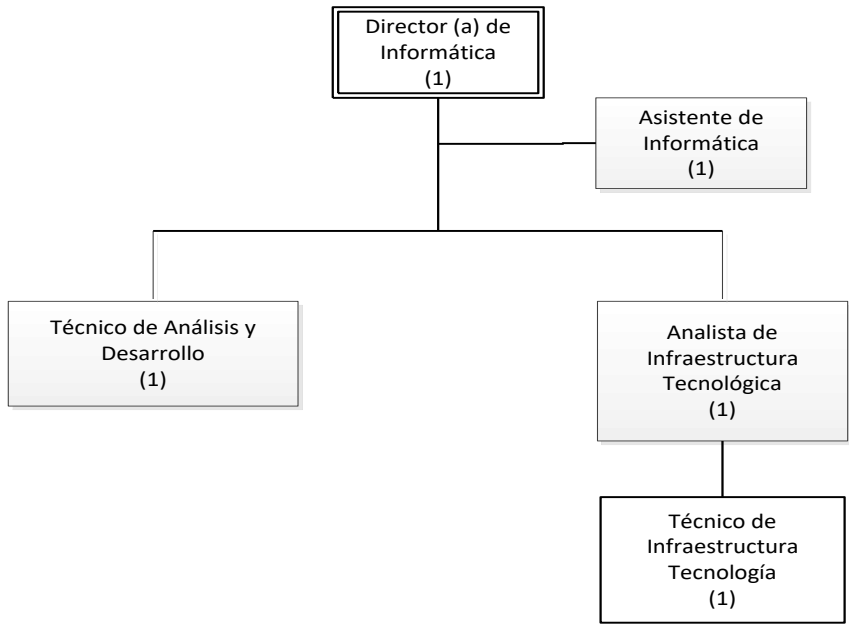 Director (a) de
Informática
(1)
Asistente de
Informática
(1)
Técnico de Análisis y
Desarrollo
(1)
Analista de
Infraestructura
Tecnológica
(1)
Técnico de
Infraestructura
Tecnología
(1)